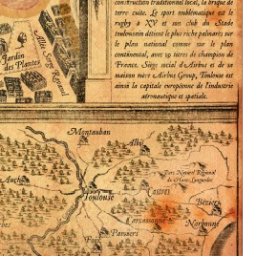 construction traditionnel local, la brique de
terre cuite. Le sport emblématique est le
rugby à XV et son club du Stade
toulousain détient le plus riche palmarès sur
le plan national comme sur le plan
continental, avec 19 titres de champion de
France. Siège social d'Airbus et de sa
maison mère Airbus Group, Toulouse est
ainsi la capitale européenne de l'industrie
aéronautique et spatiale.
Jardin
des Plantes
Allée Serge Ravanel
Montauban
Albi
Auch
Parc Naturel Régional
du Haut-Languedoc
Toulouse
Castres
Béziers
Carcassonne
Narbonne
Pamiers
Foix